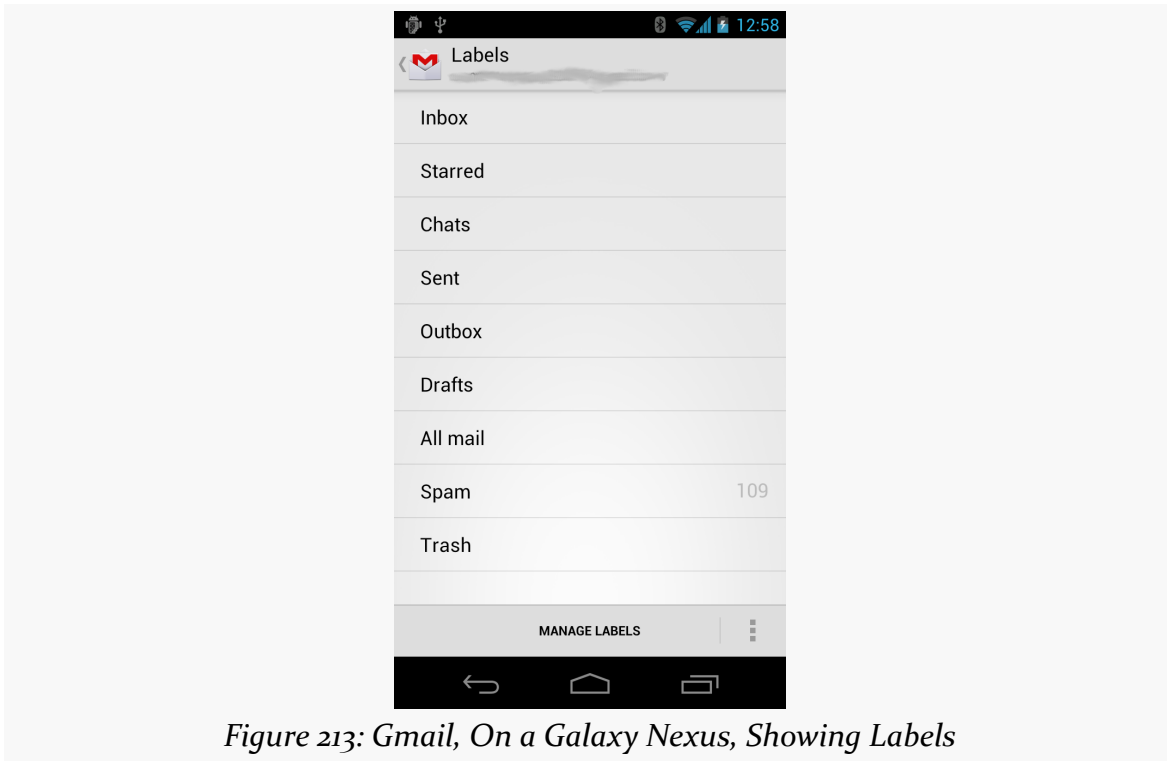 12:58
Labels
Inbox
Starred
Chats
Sent
Outbox
Drafts
All mail
Spam 109
Trash
MANAGE LABELS
Figure 213: Gmail, On a Galaxy Nexus, Showing Labels